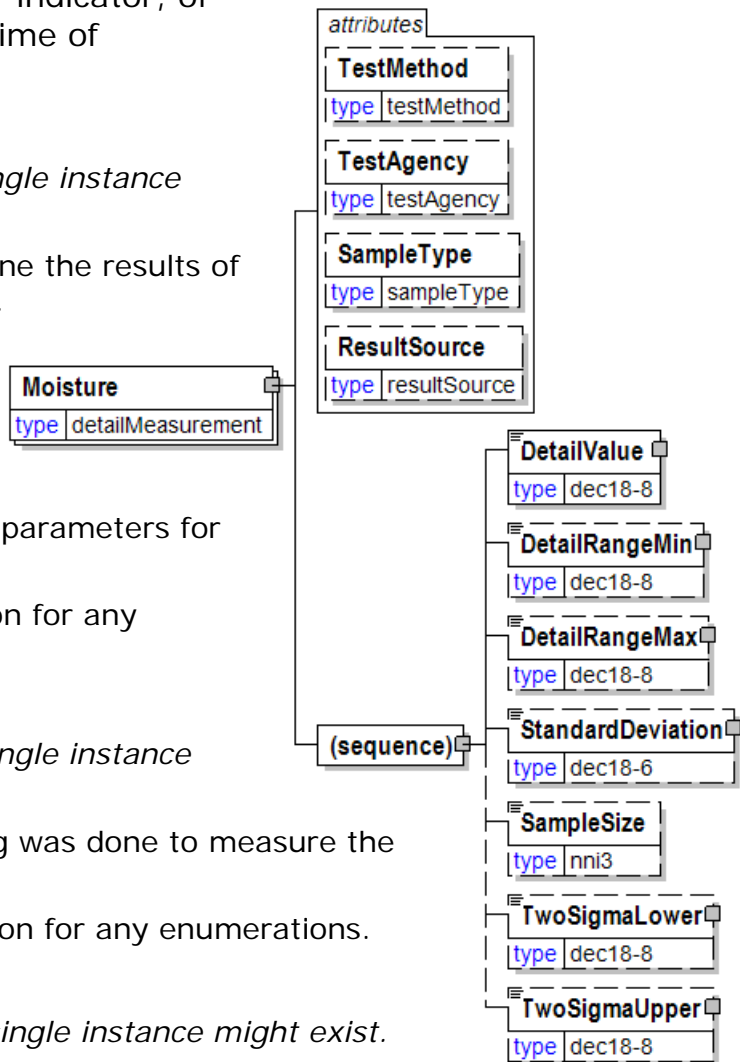 indicator, or
ime of
ngle instance
ne the results of
parameters for
on for any
ngle instance
g was done to measure the
on for any enumerations.
single instance might exist.
Moisture
type detailMeasurement
attributes
TestMethod
type testMethod
TestAgency
type testAgency
SampleType
type sampleType
ResultSource
type resultSource
(sequence)
DetailValue
type dec18-8
DetailRangeMin
type dec18-8
DetailRangeMax
type dec18-8
StandardDeviation
type dec18-6
SampleSize
type nni3
TwoSigmaLower
type dec18-8
TwoSigmaUpper
type dec18-8